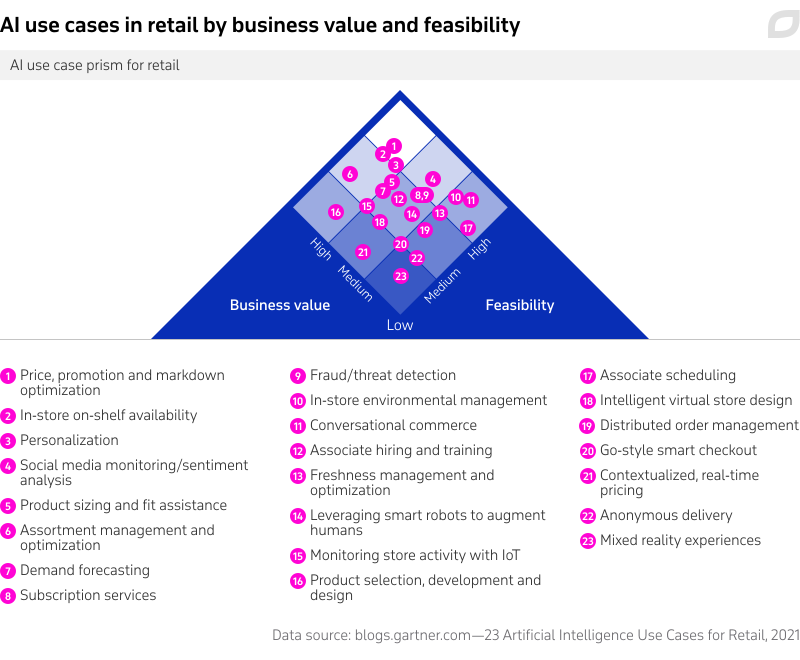 AI use cases in retail by business value and feasibility
AI use case prism for retail
1
2
3
6
5
4
7
8,9
12
10
11
15
16
14
13
18
19
17
20
21
22
23
High
Medium
Low
Medium
High
Business value
Feasibility
1 Price, promotion and markdown
optimization
2 In-store on-shelf availability
3 Personalization
4 Social media monitoring/sentiment
analysis
5 Product sizing and fit assistance
6 Assortment management and
optimization
7 Demand forecasting
8 Subscription services
9 Fraud/threat detection
10 In-store environmental management
11 Conversational commerce
12 Associate hiring and training
13 Freshness management and
optimization
14 Leveraging smart robots to augment
humans
15 Monitoring store activity with IoT
16 Product selection, development and
design
17 Associate scheduling
18 Intelligent virtual store design
19 Distributed order management
20 Go-style smart checkout
21 Contextualized, real-time
pricing
22 Anonymous delivery
23 Mixed reality experiences
Data source: blogs.gartner.com—23 Artificial Intelligence Use Cases for Retail, 2021